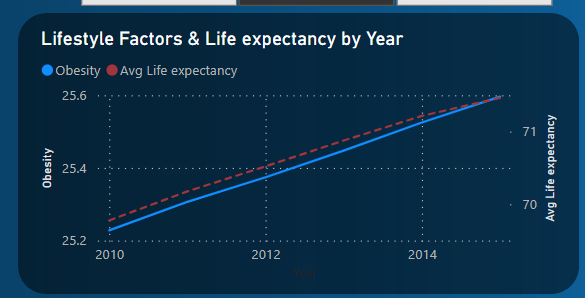 Lifestyle Factors & Life expectancy by Year
Obesity Avg Life expectancy
25.6
25.4
25.2
Obesity
71
70
Avg Life expectancy
2010 2012 2014